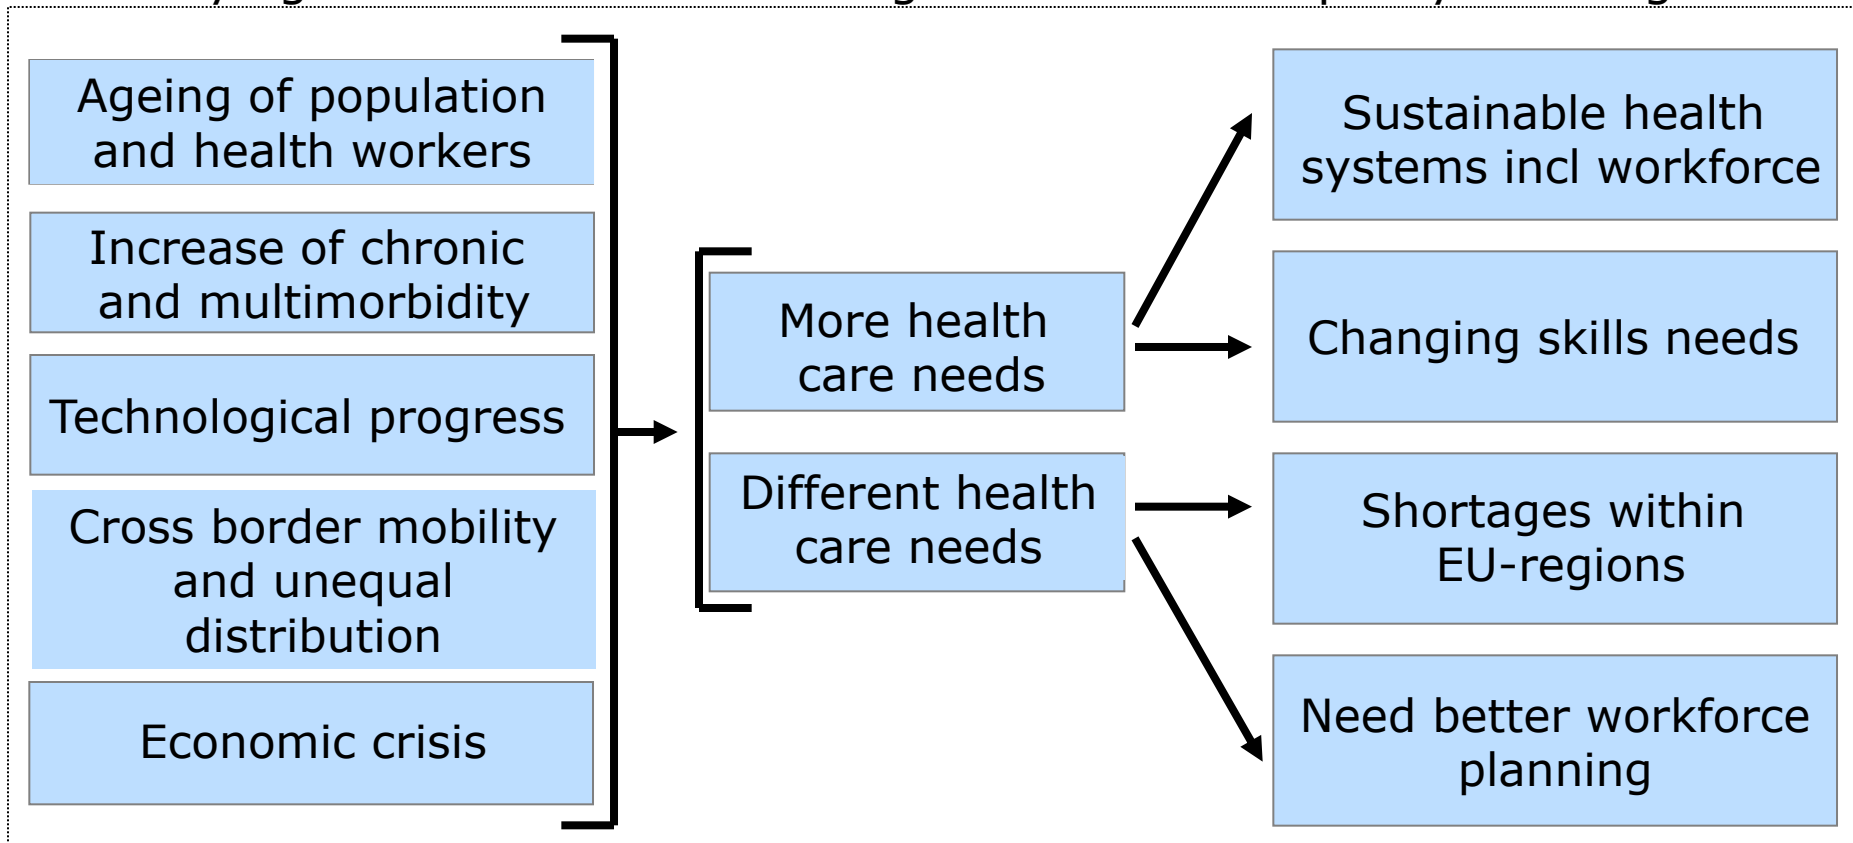 Ageing of population
and health workers
Increase of chronic
and multimorbidity
Technological progress
Cross border mobility
and unequal
distribution
Economic crisis
More health
care needs
Different health
care needs
Sustainable health
systems incl workforce
Changing skills needs
Shortages within
EU-regions
Need better workforce
planning